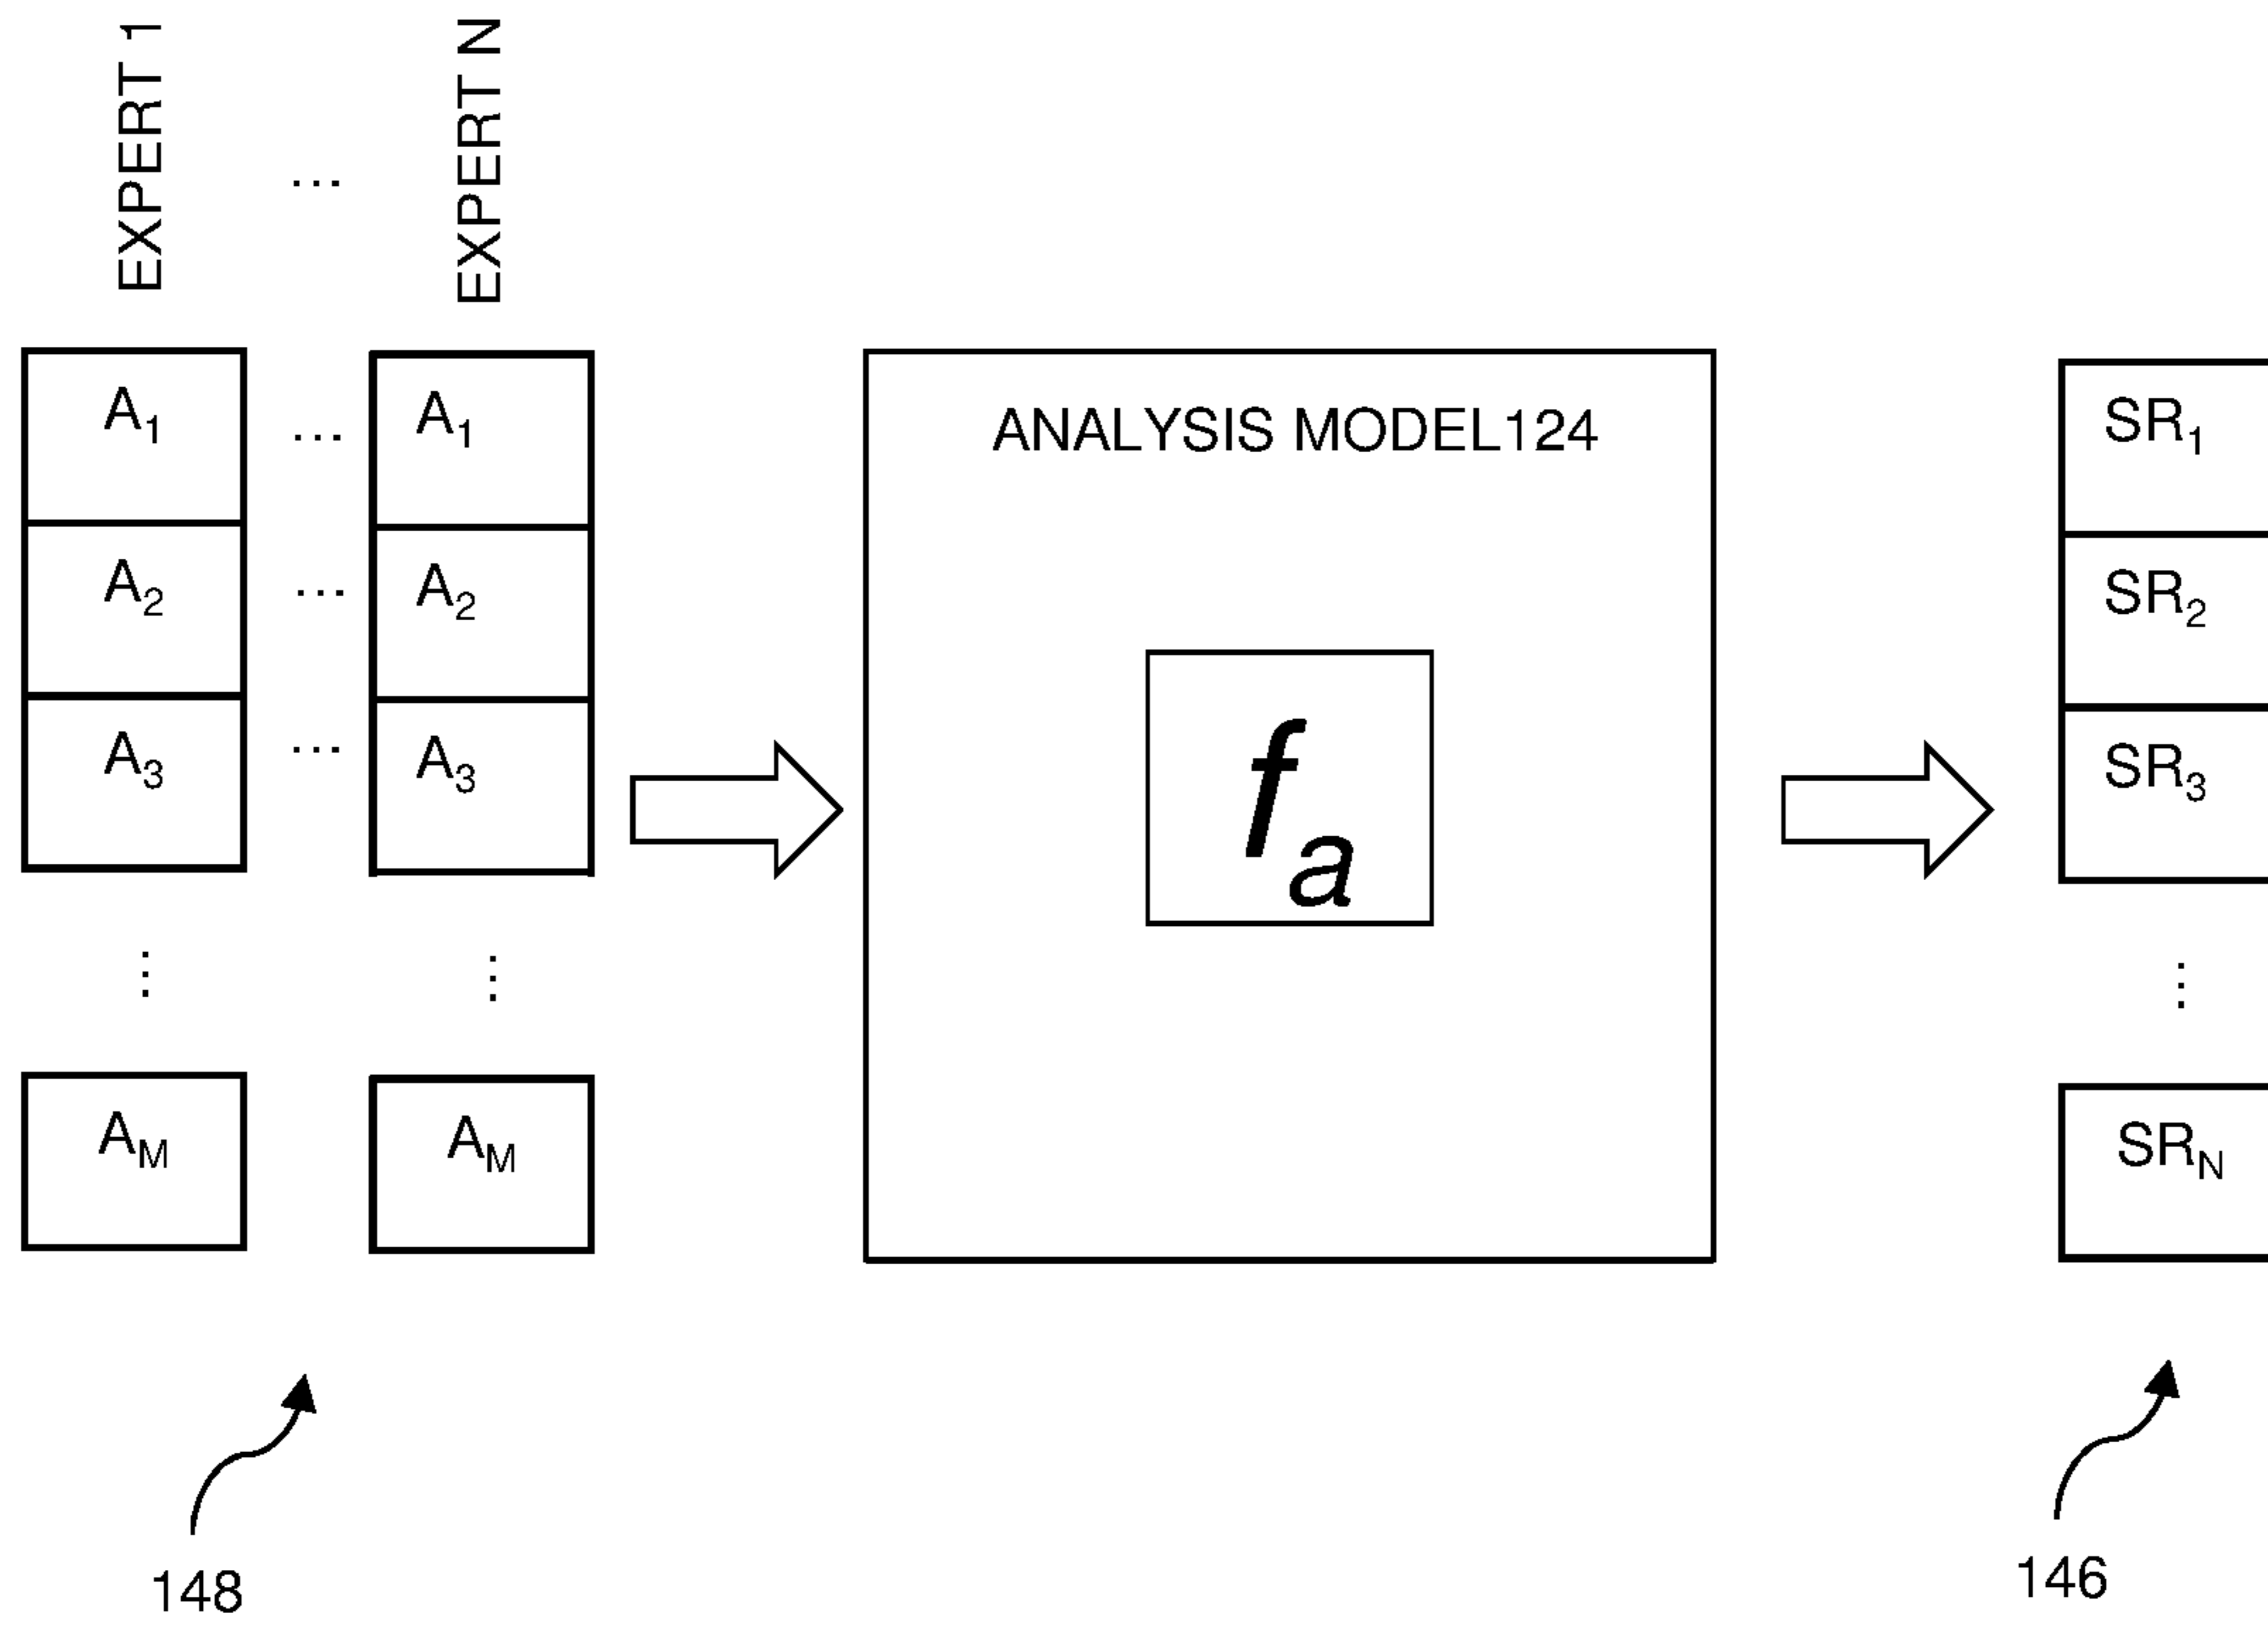 EXPERT 1
...
EXPERT N
A1 ... A1
A2 ... A2
A3 ... A3
⋮ ⋮
AM AM
ANALYSIS MODEL124
fa
SR1
SR2
SR3
⋮
SRN
148
146